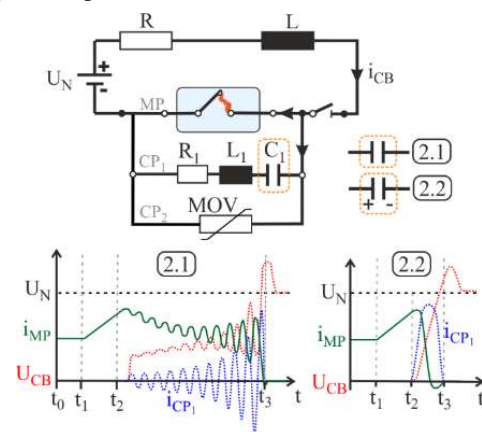 R L
U_N + - i_CB
MP
CP_1 R_1 L_1 C_1 2.1
CP_2 MOV + - 2.2
2.1 2.2
U_N U_N
i_MP i_MP i_CP_1
U_CB i_CP_1 U_CB
t_0 t_1 t_2 t_3 t t_1 t_2 t_3 t